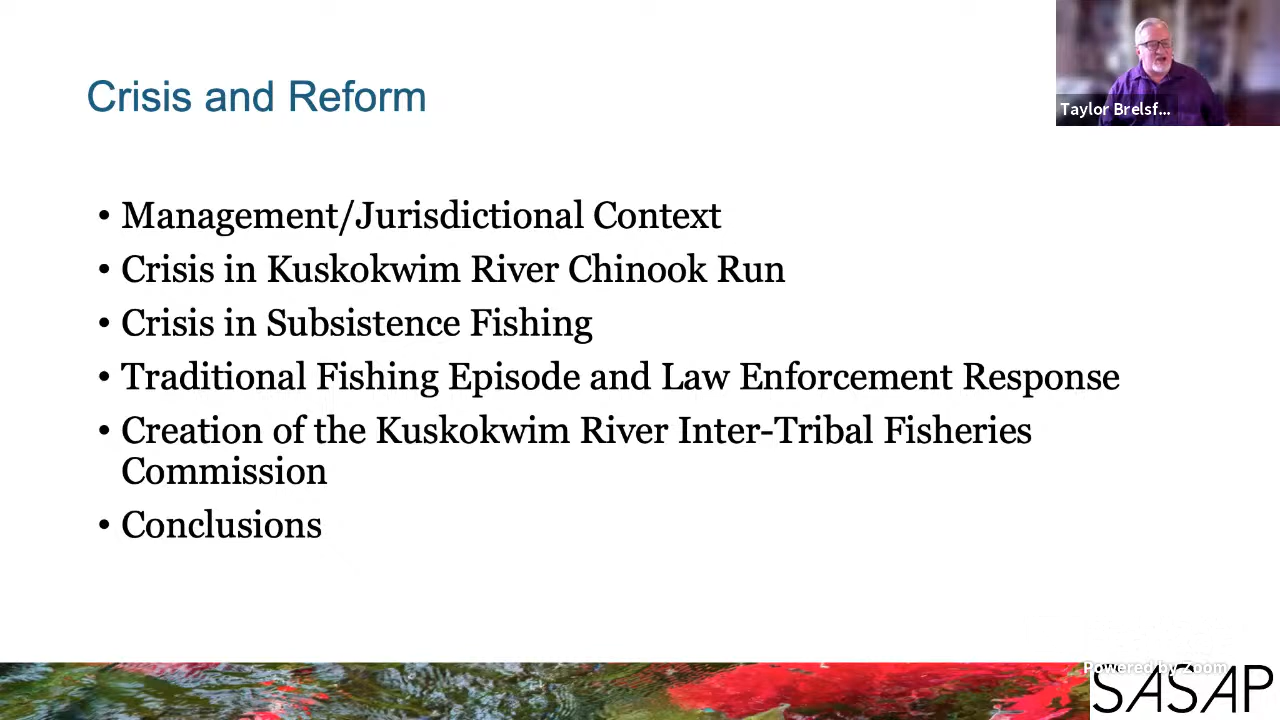 Crisis and Reform
Taylor Brelsf...
• Management/Jurisdictional Context
• Crisis in Kuskokwim River Chinook Run
• Crisis in Subsistence Fishing
• Traditional Fishing Episode and Law Enforcement Response
• Creation of the Kuskokwim River Inter-Tribal Fisheries
Commission
• Conclusions
Powered by Zoom
SASAP